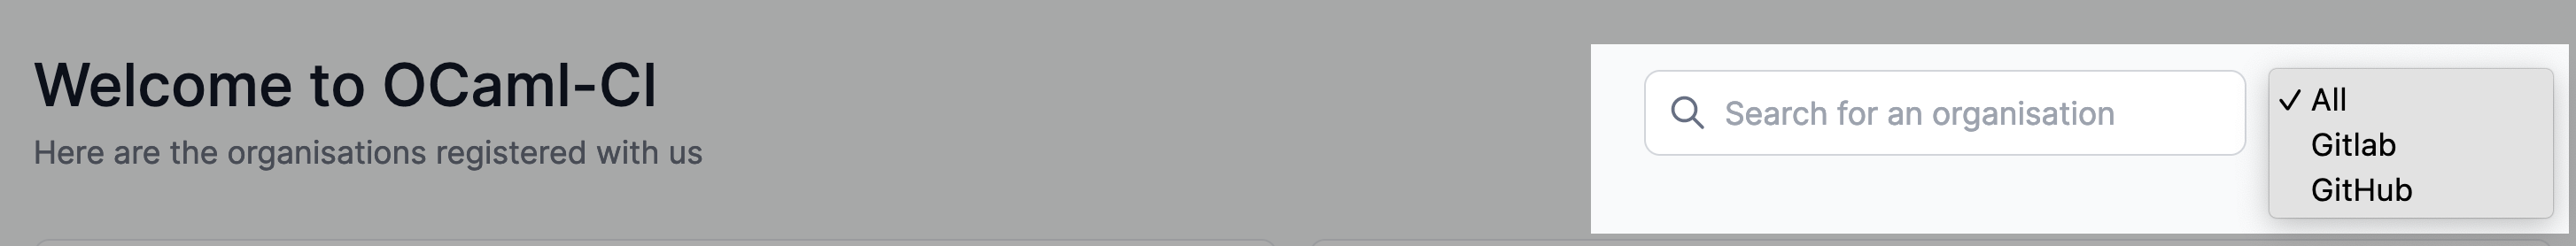 Welcome to OCaml-CI
Here are the organisations registered with us
Search for an organisation
All
Gitlab
GitHub